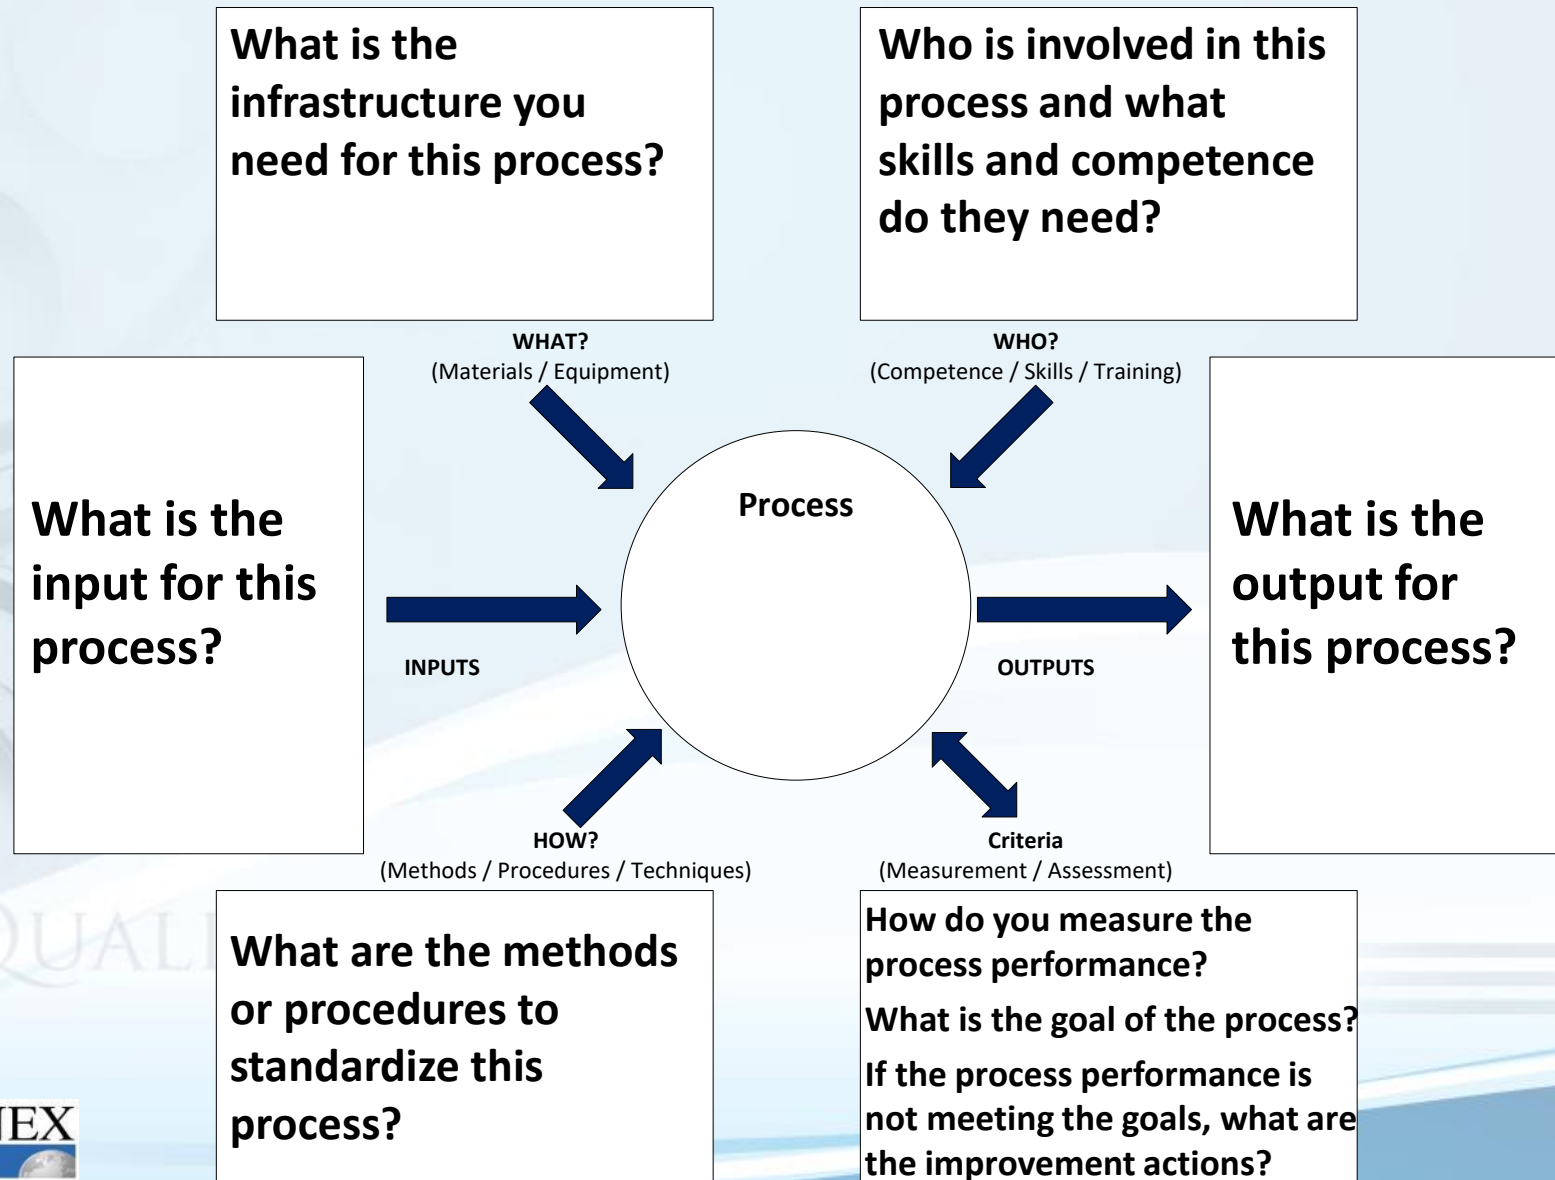 What is the
infrastructure you
need for this process?
Who is involved in this
process and what
skills and competence
do they need?
WHAT?
(Materials / Equipment)
WHO?
(Competence / Skills / Training)
What is the
input for this
process?
Process
What is the
output for
this process?
INPUTS
OUTPUTS
HOW?
(Methods / Procedures / Techniques)
Criteria
(Measurement / Assessment)
QUALI
What are the methods
or procedures to
standardize this
process?
How do you measure the
process performance?
What is the goal of the process?
If the process performance is
not meeting the goals, what are
the improvement actions?
NEX